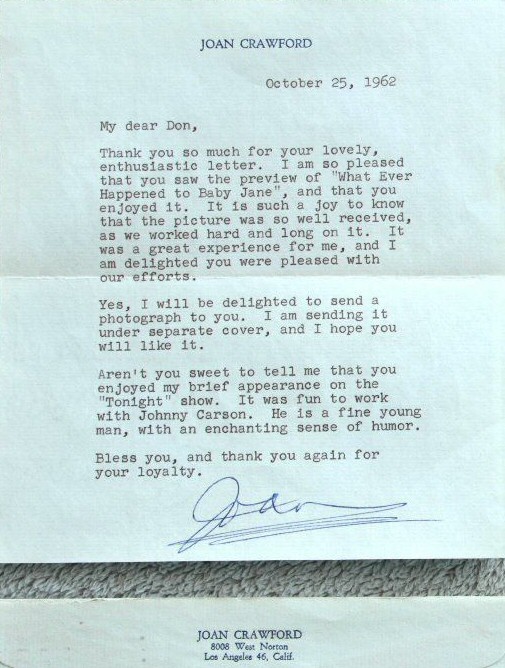 JOAN CRAWFORD
October 25, 1962
My dear Don,
Thank you so much for your lovely,
enthusiastic letter. I am so pleased
that you saw the preview of "What Ever
Happened to Baby Jane", and that you
enjoyed it. It is such a joy to know
that the picture was so well received,
as we worked hard and long on it. It
was a great experience for me, and I
am delighted you were pleased with
our efforts.
Yes, I will be delighted to send a
photograph to you. I am sending it
under separate cover, and I hope you
will like it.
Aren't you sweet to tell me that you
enjoyed my brief appearance on the
"Tonight" show. It was fun to work
with Johnny Carson. He is a fine young
man, with an enchanting sense of humor.
Bless you, and thank you again for
your loyalty.
Joan
JOAN CRAWFORD
8008 West Norton
Los Angeles 46, Calif.